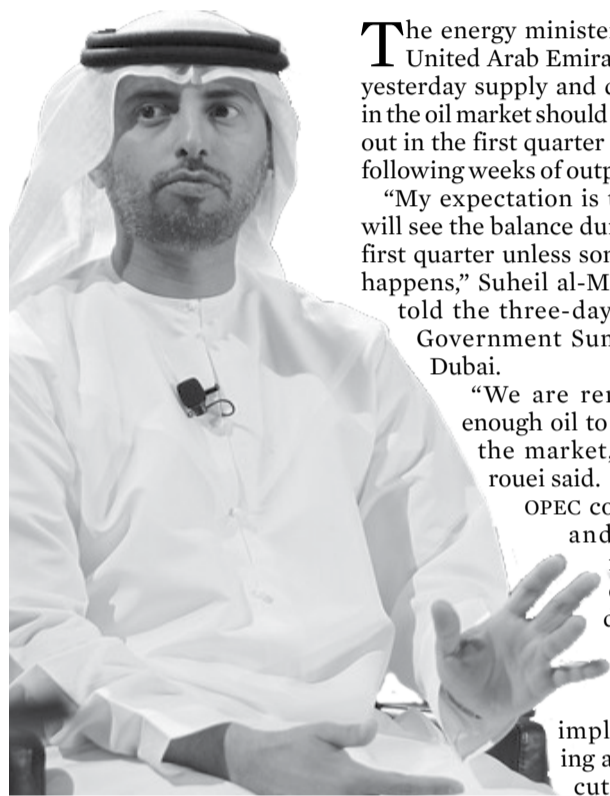 The energy ministe
United Arab Emira
yesterday supply and
in the oil market should
out in the first quarter
following weeks of outp
“My expectation is
will see the balance du
first quarter unless so
happens,” Suheil al-M
told the three-day
Government Su
Dubai.
“We are re
enough oil to
the market,
rouei said.
OPEC co
and
impl
ing a
cut